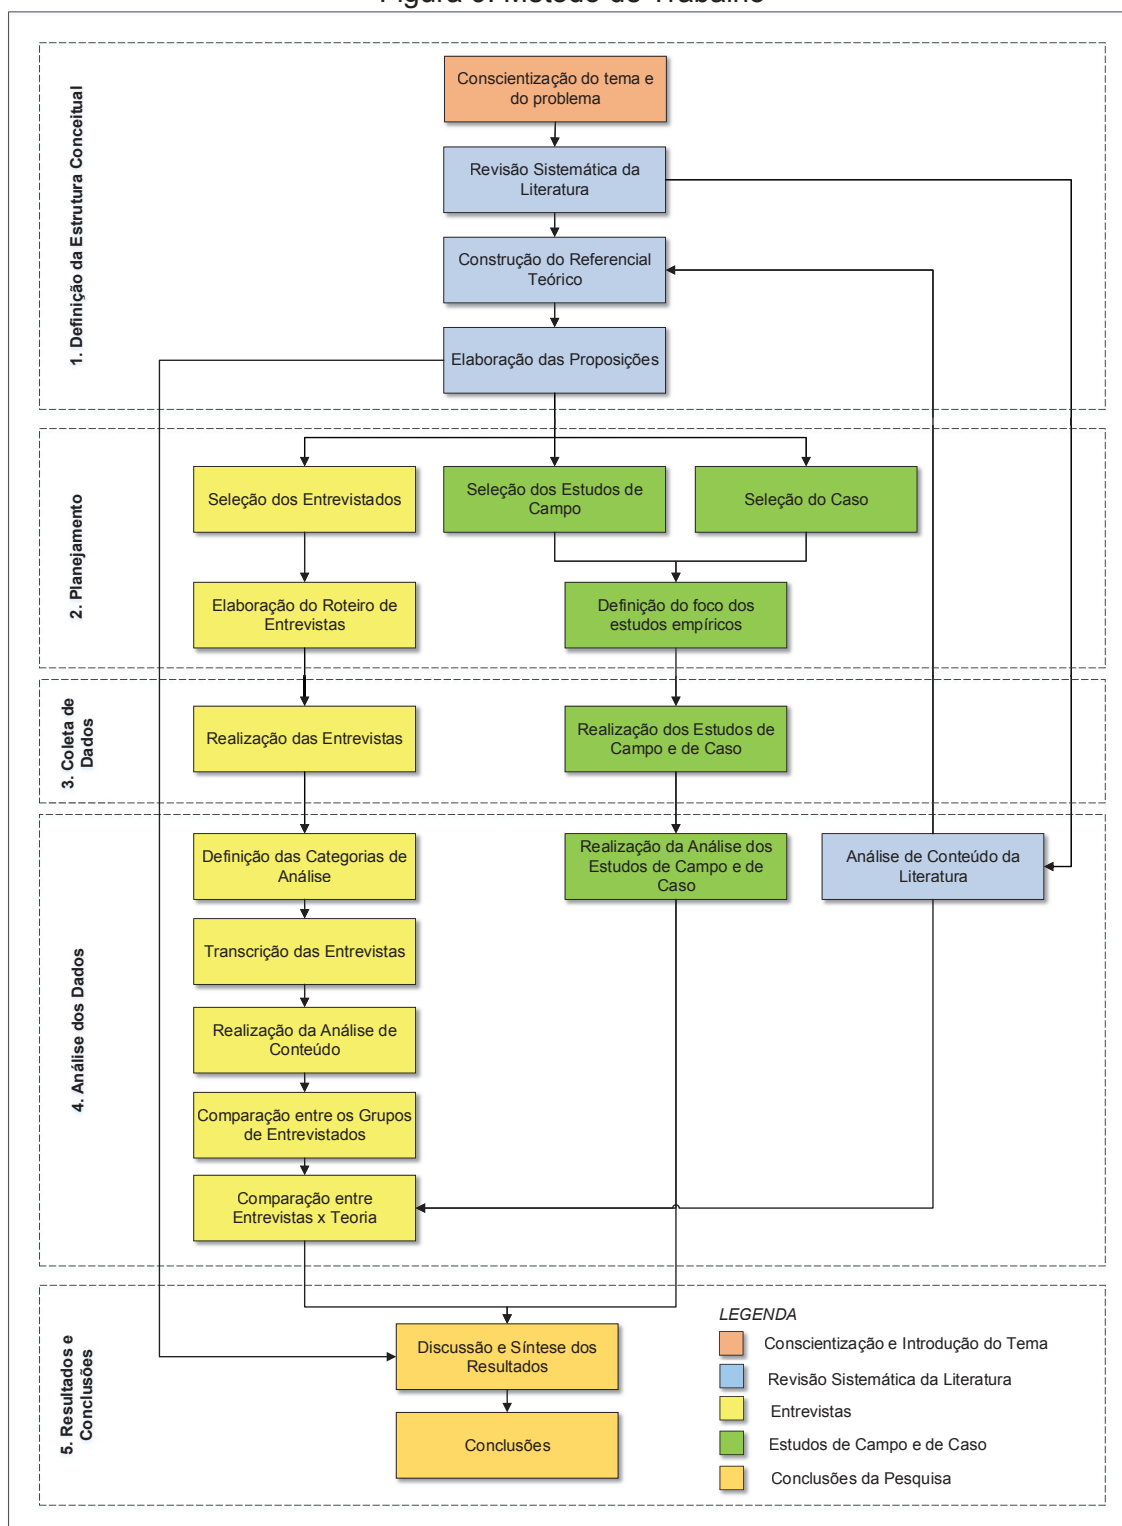 Conscientização do tema e
do problema
Revisão Sistemática da
Literatura
Construção do Referencial
Teórico
Elaboração das Proposições
1. Definição da Estrutura Conceitual
Seleção dos Entrevistados
Seleção dos Estudos de
Campo
Seleção do Caso
Elaboração do Roteiro de
Entrevistas
Definição do foco dos
estudos empíricos
2. Planejamento
Realização das Entrevistas
Realização dos Estudos de
Campo e de Caso
3. Coleta de
Dados
Definição das Categorias de
Análise
Realização da Análise dos
Estudos de Campo e de
Caso
Análise de Conteúdo da
Literatura
Transcrição das Entrevistas
Realização da Análise de
Conteúdo
Comparação entre os Grupos
de Entrevistados
Comparação entre
Entrevistas x Teoria
4. Análise dos Dados
Discussão e Síntese dos
Resultados
Conclusões
5. Resultados e
Conclusões
LEGENDA
Conscientização e Introdução do Tema
Revisão Sistemática da Literatura
Entrevistas
Estudos de Campo e de Caso
Conclusões da Pesquisa